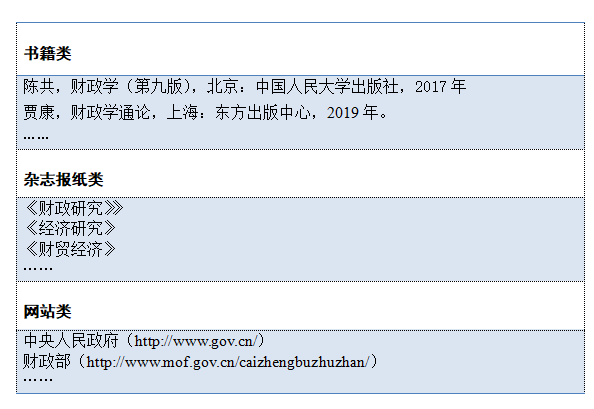 书籍类
陈共，财政学（第九版），北京：中国人民大学出版社，2017 年
贾康，财政学通论，上海：东方出版中心，2019 年。
……
杂志报纸类
《财政研究》》
《经济研究》
《财贸经济》
……
网站类
中央人民政府（http://www.gov.cn/）
财政部（http://www.mof.gov.cn/caizhengbuzhuzhan/）
……